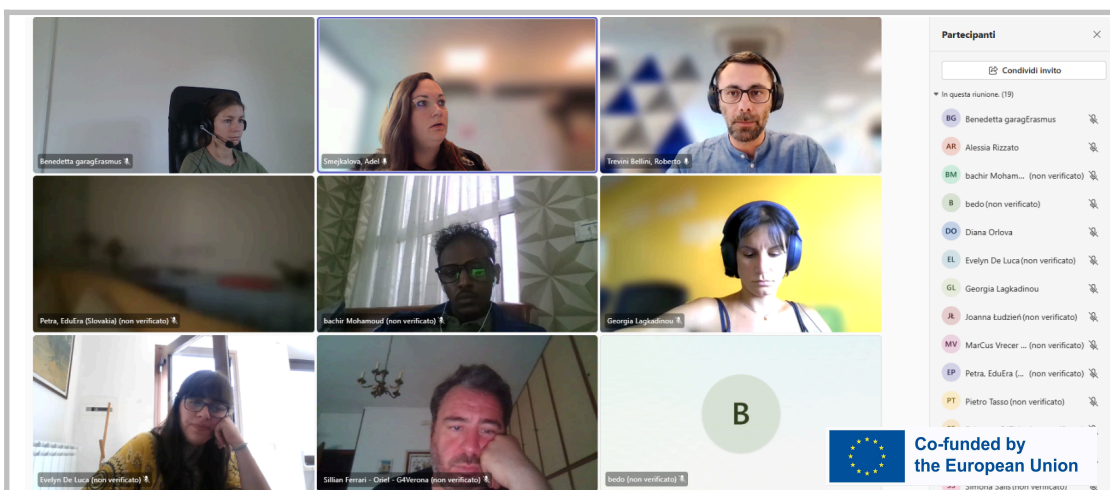 Benedetta garagErasmus
Smejkalova, Adel
Trevini Bellini, Roberto
Petra, EduEra (Slovakia) (non verificato)
bachir Mohamoud (non verificato)
Georgia Lagkadinou
Evelyn De Luca (non verificato)
Sillian Ferrari - Oriel - G4Verona (non verificato)
B
bedo (non verificato)
Partecipanti
Condividi invito
In questa riunione. (19)
BG Benedetta garagErasmus
AR Alessia Rizzato
BM bachir Moham... (non verificato)
B bedo (non verificato)
DO Diana Orlova
EL Evelyn De Luca (non verificato)
GL Georgia Lagkadinou
JŁ Joanna Łudzień (non verificato)
MV MarCus Vrecer ... (non verificato)
EP Petra, EduEra (... (non verificato)
PT Pietro Tasso (non verificato)
Co-funded by
the European Union
Simona Salis (non verificato)